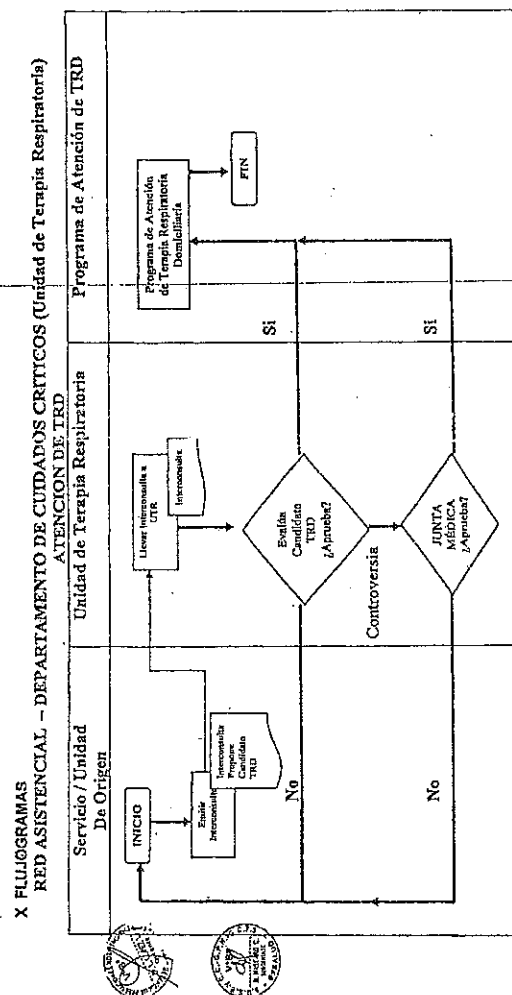 X FLUJOGRAMAS
RED ASISTENCIAL – DEPARTAMENTO DE CUIDADOS CRITICOS (Unidad de Terapia Respiratoria)
ATENCION DE TRD
Servicio / Unidad
De Origen
Unidad de Terapia Respiratoria
Programa de Atención de TRD
INICIO
Emite
Interconsulta
Interconsulta
Propone
Candidato
TRD
Llevar Interconsulta a
UTR
Interconsulta
Programa de Atención
de Terapia Respiratoria
Domiciliaria
FIN
No
Evalúa
Candidato
TRD
¿Aprueba?
Si
Controversia
No
JUNTA
MÉDICA
¿Aprueba?
Si